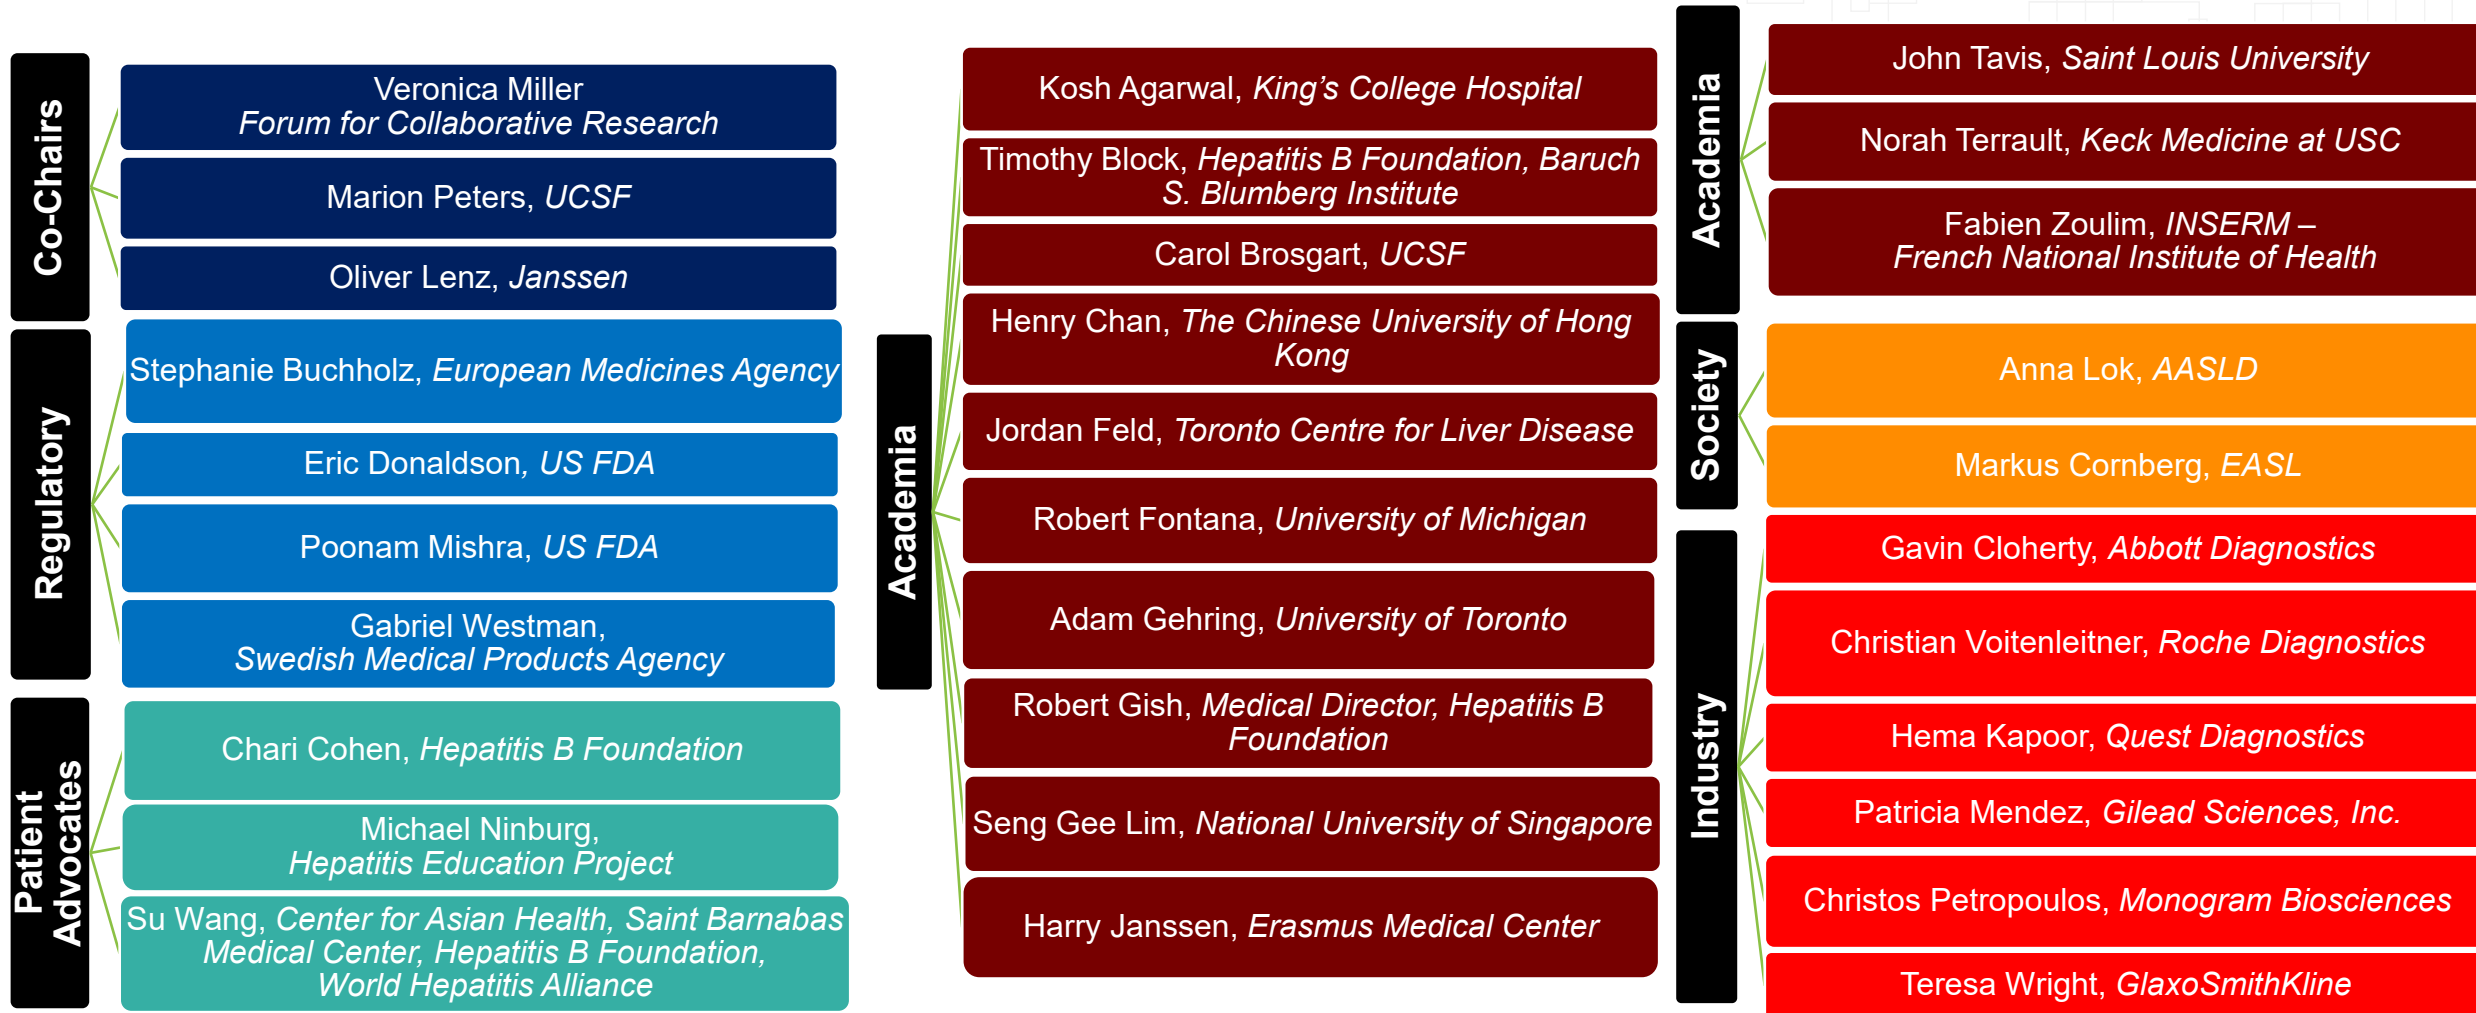 Co-Chairs
Veronica Miller
Forum for Collaborative Research
Marion Peters, UCSF
Oliver Lenz, Janssen
Regulatory
Stephanie Buchholz, European Medicines Agency
Eric Donaldson, US FDA
Poonam Mishra, US FDA
Gabriel Westman,
Swedish Medical Products Agency
Patient
Advocates
Chari Cohen, Hepatitis B Foundation
Michael Ninburg,
Hepatitis Education Project
Su Wang, Center for Asian Health, Saint Barnabas
Medical Center, Hepatitis B Foundation,
World Hepatitis Alliance
Academia
Kosh Agarwal, King's College Hospital
Timothy Block, Hepatitis B Foundation, Baruch
S. Blumberg Institute
Carol Brosgart, UCSF
Henry Chan, The Chinese University of Hong
Kong
Jordan Feld, Toronto Centre for Liver Disease
Robert Fontana, University of Michigan
Adam Gehring, University of Toronto
Robert Gish, Medical Director, Hepatitis B
Foundation
Seng Gee Lim, National University of Singapore
Harry Janssen, Erasmus Medical Center
Academia
John Tavis, Saint Louis University
Norah Terrault, Keck Medicine at USC
Fabien Zoulim, INSERM –
French National Institute of Health
Society
Anna Lok, AASLD
Markus Cornberg, EASL
Industry
Gavin Cloherty, Abbott Diagnostics
Christian Voitenleitner, Roche Diagnostics
Hema Kapoor, Quest Diagnostics
Patricia Mendez, Gilead Sciences, Inc.
Christos Petropoulos, Monogram Biosciences
Teresa Wright, GlaxoSmithKline